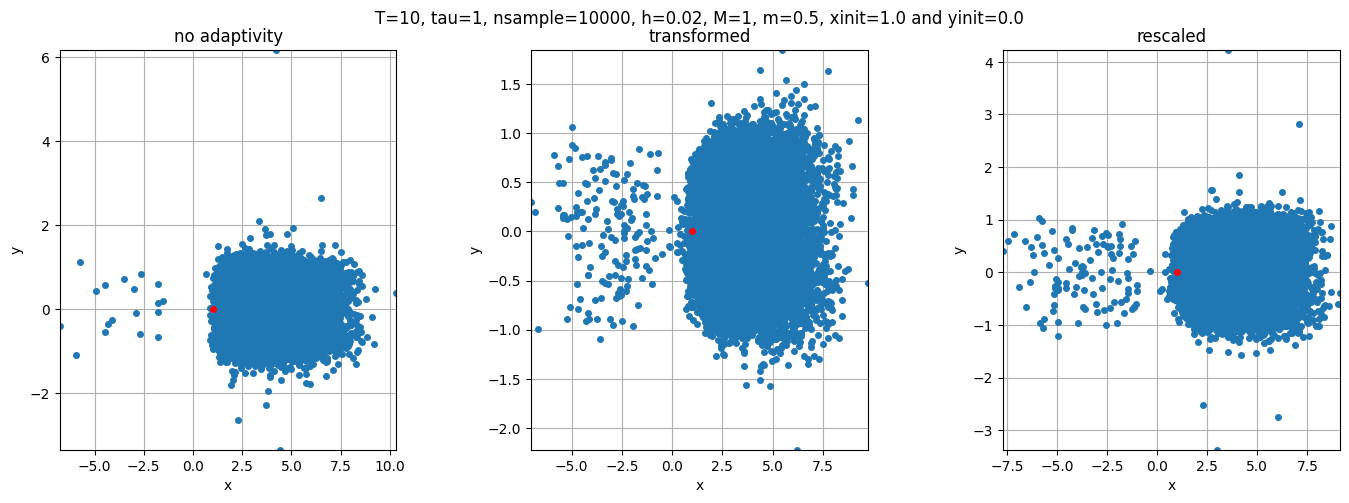 T=10, tau=1, nsample=10000, h=0.02, M=1, m=0.5, xinit=1.0 and yinit=0.0
no adaptivity
6
4
2
0
−2
y
−5.0 −2.5 0.0 2.5 5.0 7.5 10.0
x
transformed
1.5
1.0
0.5
0.0
−0.5
−1.0
−1.5
−2.0
y
−5.0 −2.5 0.0 2.5 5.0 7.5
x
rescaled
4
3
2
1
0
−1
−2
−3
y
−7.5 −5.0 −2.5 0.0 2.5 5.0 7.5
x